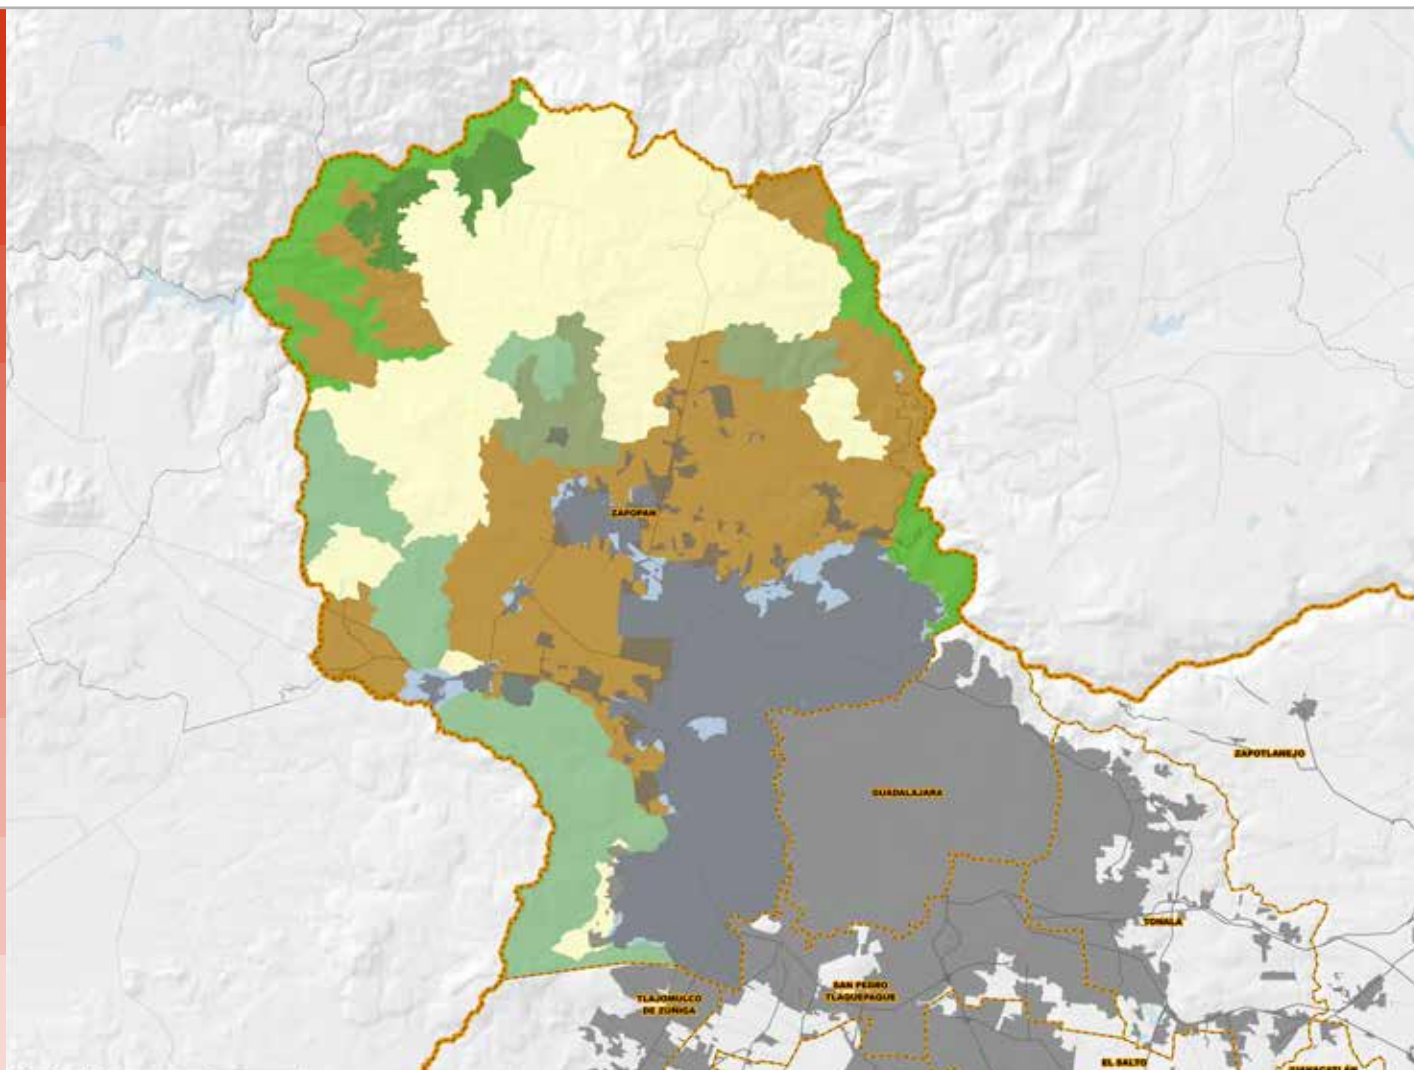 ZAPOPAN
ZAPOTLANEJO
GUADALAJARA
TONALA
SAN PEDRO
TLAQUEPAQUE
TLAJOMULCO
DE ZÚÑIGA
EL SALTO